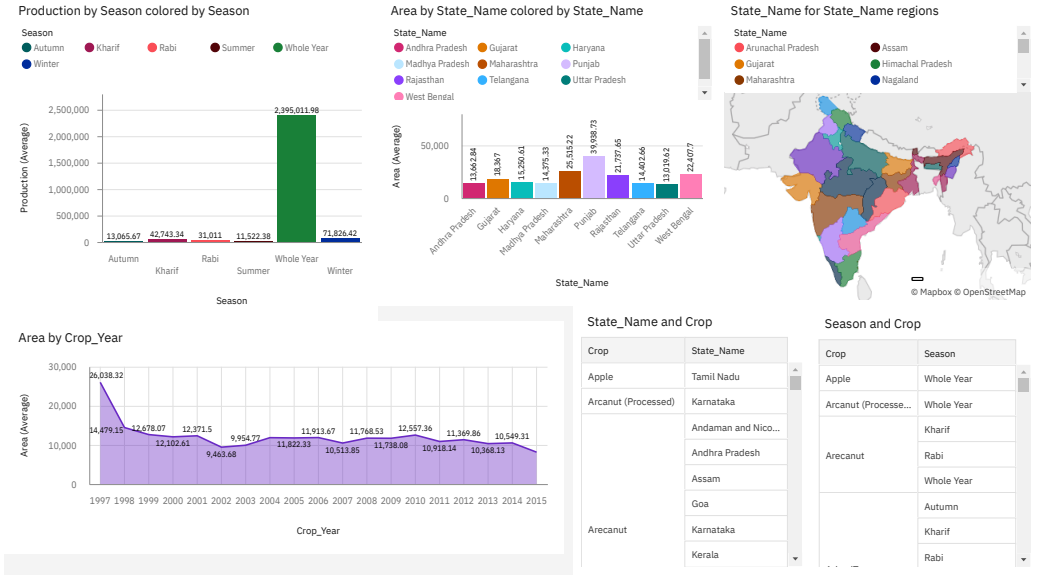 Production by Season colored by Season
Season
Autumn Kharif Rabi Summer Whole Year
Winter
Production (Average)
2,500,000
2,000,000
1,500,000
1,000,000
500,000
0
13,065.67 42,743.34 31,011 11,522.38 2,395,011.98 71,826.42
Autumn Rabi Whole Year
Kharif Summer Winter
Season
Area by State_Name colored by State_Name
State_Name
Andhra Pradesh Gujarat Haryana
Madhya Pradesh Maharashtra Punjab
Rajasthan Telangana Uttar Pradesh
West Bengal
Area (Average)
50,000
0
13,662.84 18,367 15,250.61 14,375.33 25,515.22 39,938.73 21,737.65 14,402.66 13,019.62 22,407.7
Andhra Pradesh Gujarat Haryana Madhya Pradesh Maharashtra Punjab Rajasthan Telangana Uttar Pradesh West Bengal
State_Name
State_Name for State_Name regions
State_Name
Arunachal Pradesh Assam
Gujarat Himachal Pradesh
Maharashtra Nagaland
© Mapbox © OpenStreetMap
Area by Crop_Year
Area (Average)
30,000
20,000
10,000
0
26,038.32
14,479.15 12,678.07 12,371.5 9,954.77 11,913.67 11,768.53 12,557.36 11,369.86 10,549.31
12,102.61 9,463.68 11,822.33 10,513.85 11,738.08 10,918.14 10,368.13
1997 1998 1999 2000 2001 2002 2003 2004 2005 2006 2007 2008 2009 2010 2011 2012 2013 2014 2015
Crop_Year
State_Name and Crop
Crop State_Name
Apple Tamil Nadu
Arcanut (Processed) Karnataka
Andaman and Nico...
Andhra Pradesh
Assam
Goa
Arecanut Karnataka
Kerala
Season and Crop
Crop Season
Apple Whole Year
Arcanut (Processe... Whole Year
Kharif
Arecanut Rabi
Whole Year
Autumn
Kharif
Rabi